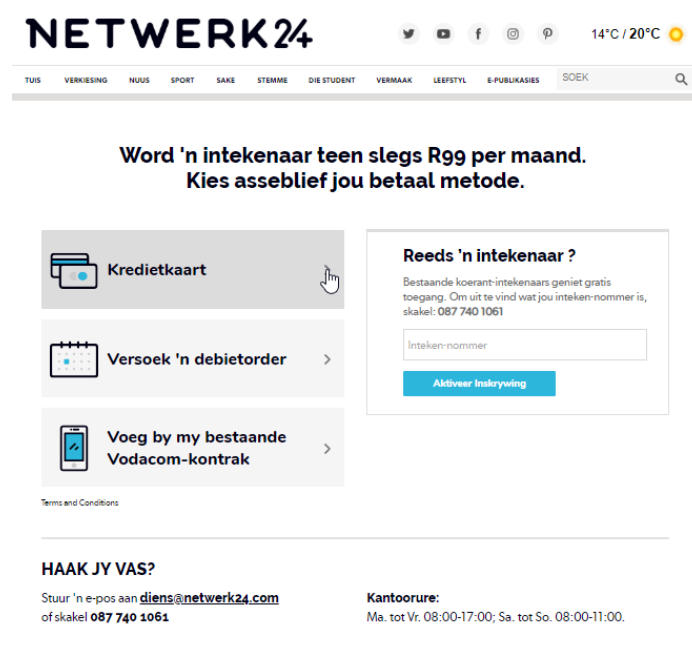 NETWERK24
14°C / 20°C
TUIS VERKIESING NUUS SPORT SAKE STEMME DIE STUDENT VERMAAK LEEFSTYL E-PUBLIKASIES SOEK
Word 'n intekenaar teen slegs R99 per maand.
Kies asseblief jou betaal metode.
Kredietkaart
Versoek 'n debietorder
Voeg by my bestaande
Vodacom-kontrak
Terms and Conditions
Reeds 'n intekenaar ?
Bestaande koerant-intekenaars geniet gratis
toegang. Om uit te vind wat jou inteken-nommer is,
skakel: 087 740 1061
Inteken-nommer
Aktiveer Inskrywing
HAAK JY VAS?
Stuur 'n e-pos aan diens@netwerk24.com
of skakel 087 740 1061
Kantoorure:
Ma. tot Vr. 08:00-17:00; Sa. tot So. 08:00-11:00.